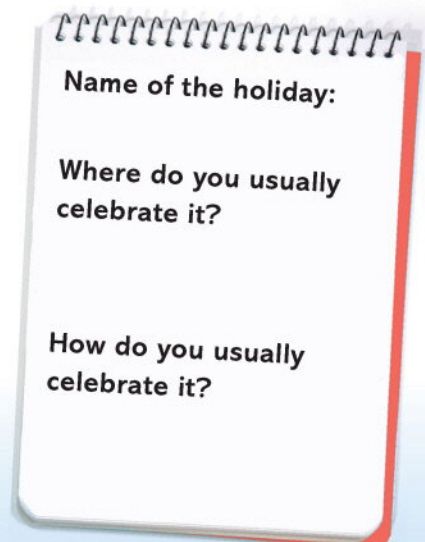 Name of the holiday:
Where do you usually
celebrate it?
How do you usually
celebrate it?